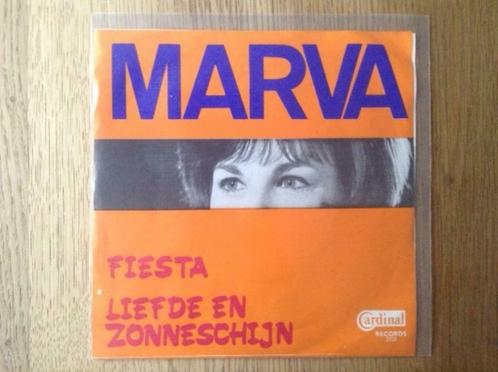 MARVA
FIESTA
LIEFDE EN
ZONNESCHIJN
Cardinal
RECORDS